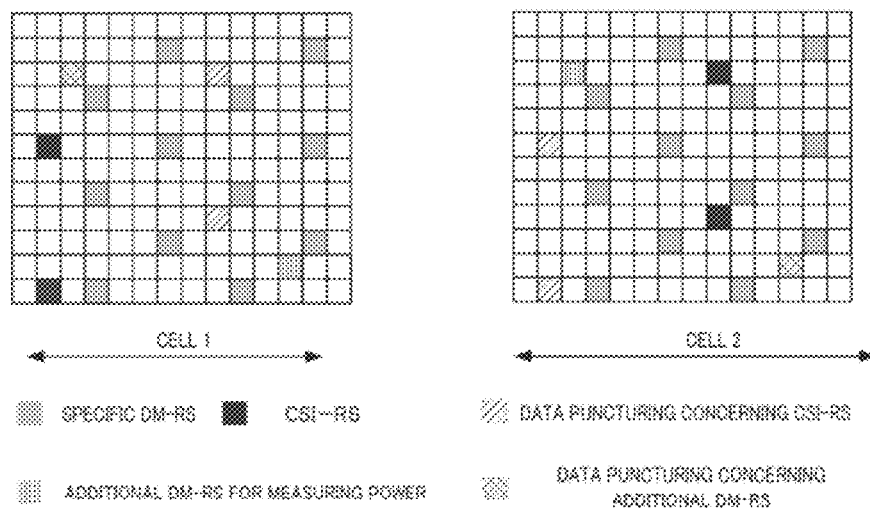 CELL 1
CELL 2
SPECIFIC DM-RS
CSI-RS
DATA PUNCTURING CONCERNING CSI-RS
ADDITIONAL DM-RS FOR MEASURING POWER
DATA PUNCTURING CONCERNING
ADDITIONAL DM-RS